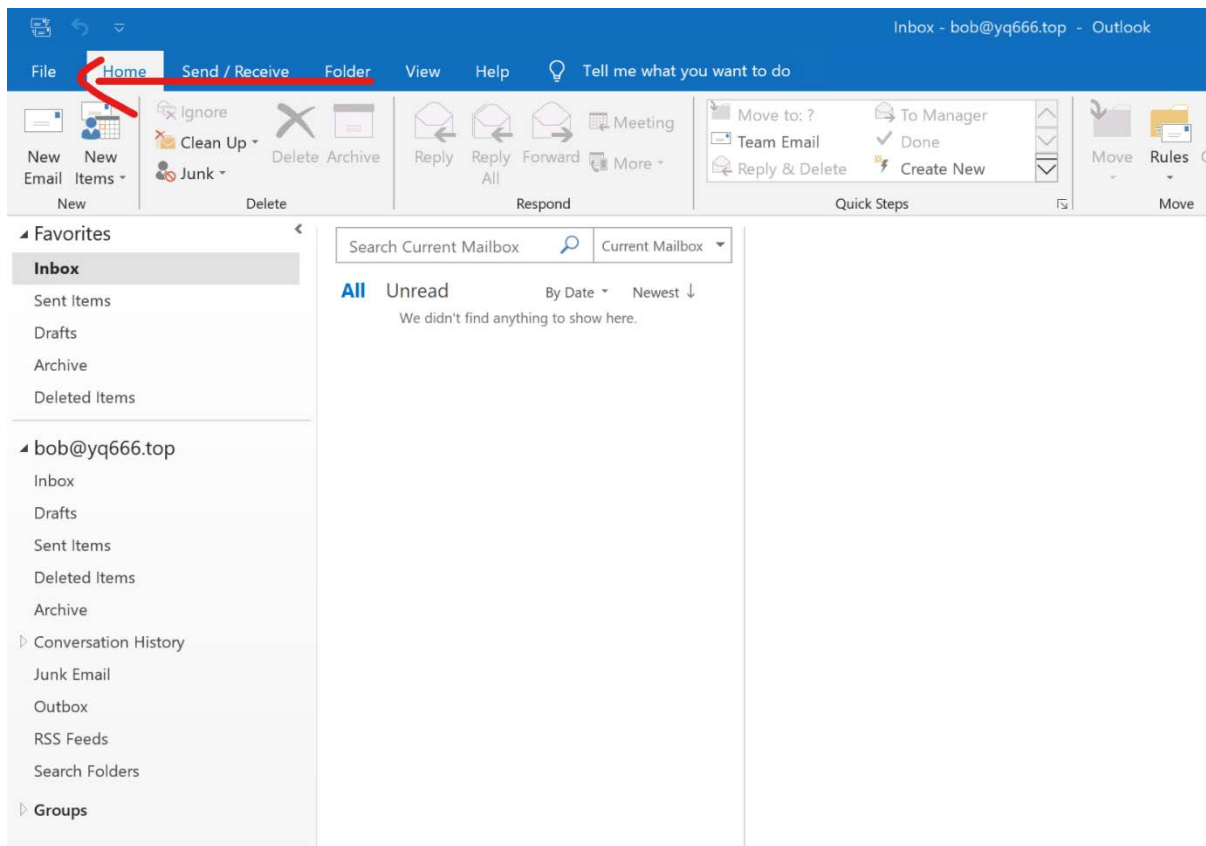 Inbox - bob@yq666.top - Outlook
File Home Send / Receive Folder View Help Tell me what you want to do
New Email
New Items
Ignore
Clean Up
Junk
Delete
Archive
Reply
Reply All
Forward
Meeting
More
Move to: ?
Team Email
Reply & Delete
To Manager
Done
Create New
Move
Rules
New Delete Respond Quick Steps Move
Favorites
Inbox
Sent Items
Drafts
Archive
Deleted Items
bob@yq666.top
Inbox
Drafts
Sent Items
Deleted Items
Archive
Conversation History
Junk Email
Outbox
RSS Feeds
Search Folders
Groups
Search Current Mailbox Current Mailbox
All Unread By Date Newest ↓
We didn't find anything to show here.